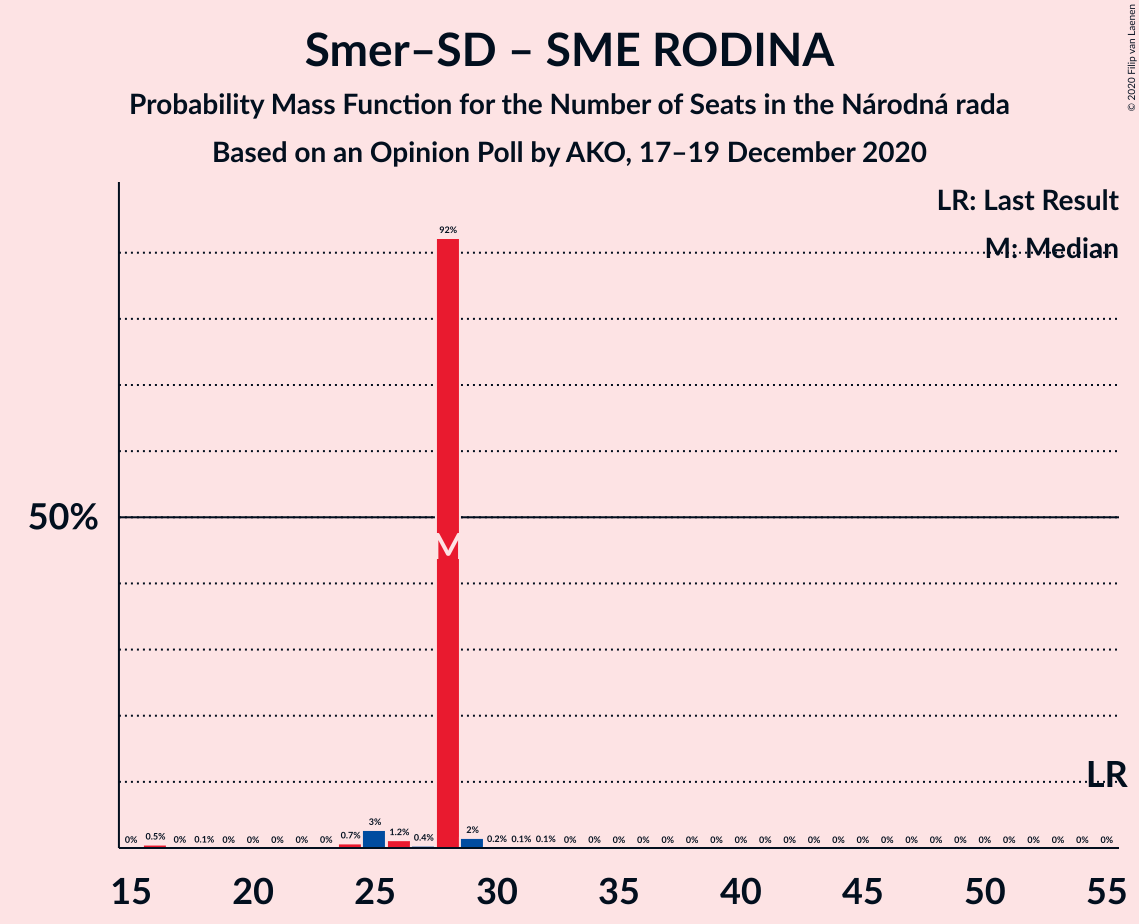 Smer–SD – SME RODINA
Probability Mass Function for the Number of Seats in the Národná rada
Based on an Opinion Poll by AKO, 17–19 December 2020
© 2020 Filip van Laenen
LR: Last Result
M: Median
50%
M
LR
0% 0.5% 0% 0.1% 0% 0% 0% 0% 0% 0.7% 3% 1.2% 0.4% 92% 2% 0.2% 0.1% 0.1% 0% 0% 0% 0% 0% 0% 0% 0% 0% 0% 0% 0% 0% 0% 0% 0% 0% 0% 0% 0% 0% 0% 0%
15 20 25 30 35 40 45 50 55